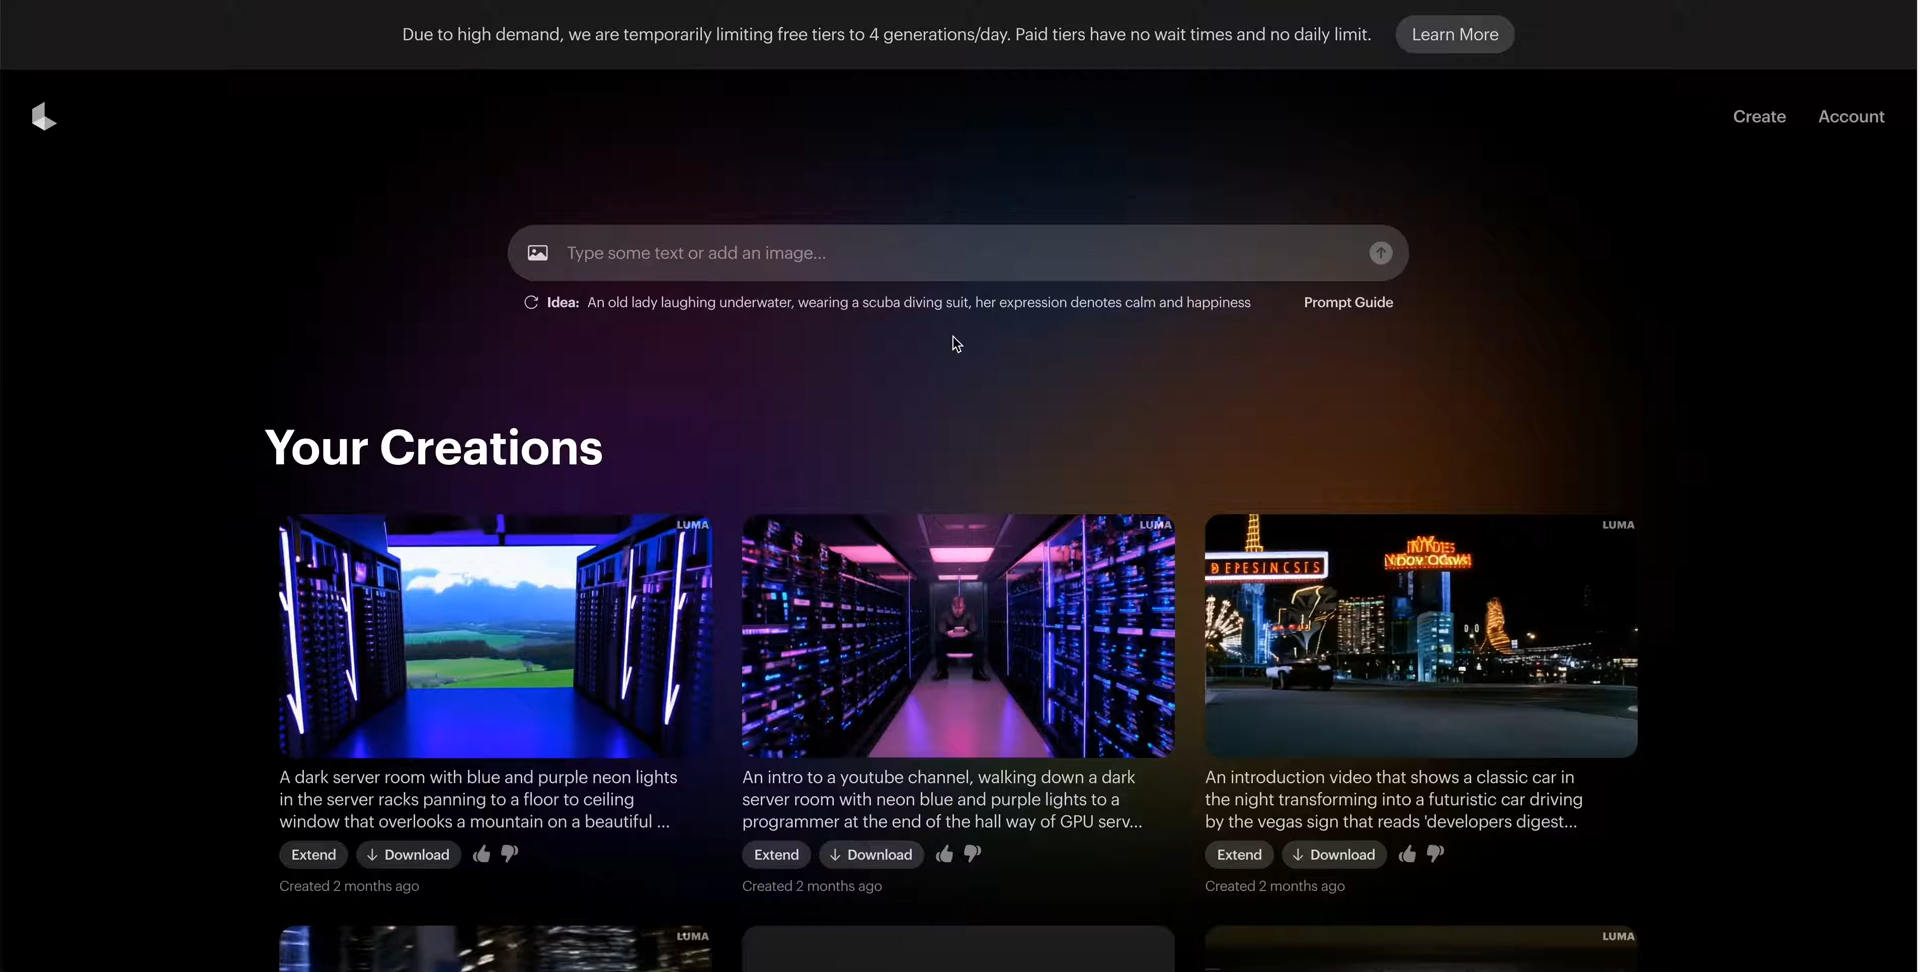 Due to high demand, we are temporarily limiting free tiers to 4 generations/day. Paid tiers have no wait times and no daily limit.
Learn More
Create
Account
Type some text or add an image...
Idea: An old lady laughing underwater, wearing a scuba diving suit, her expression denotes calm and happiness
Prompt Guide
Your Creations
LUMA
LUMA
LUMA
DEPESINCSTS
A dark server room with blue and purple neon lights
in the server racks panning to a floor to ceiling
window that overlooks a mountain on a beautiful ...
Extend
Download
Created 2 months ago
An intro to a youtube channel, walking down a dark
server room with neon blue and purple lights to a
programmer at the end of the hall way of GPU serv...
Extend
Download
Created 2 months ago
An introduction video that shows a classic car in
the night transforming into a futuristic car driving
by the vegas sign that reads 'developers digest...
Extend
Download
Created 2 months ago
LUMA
LUMA